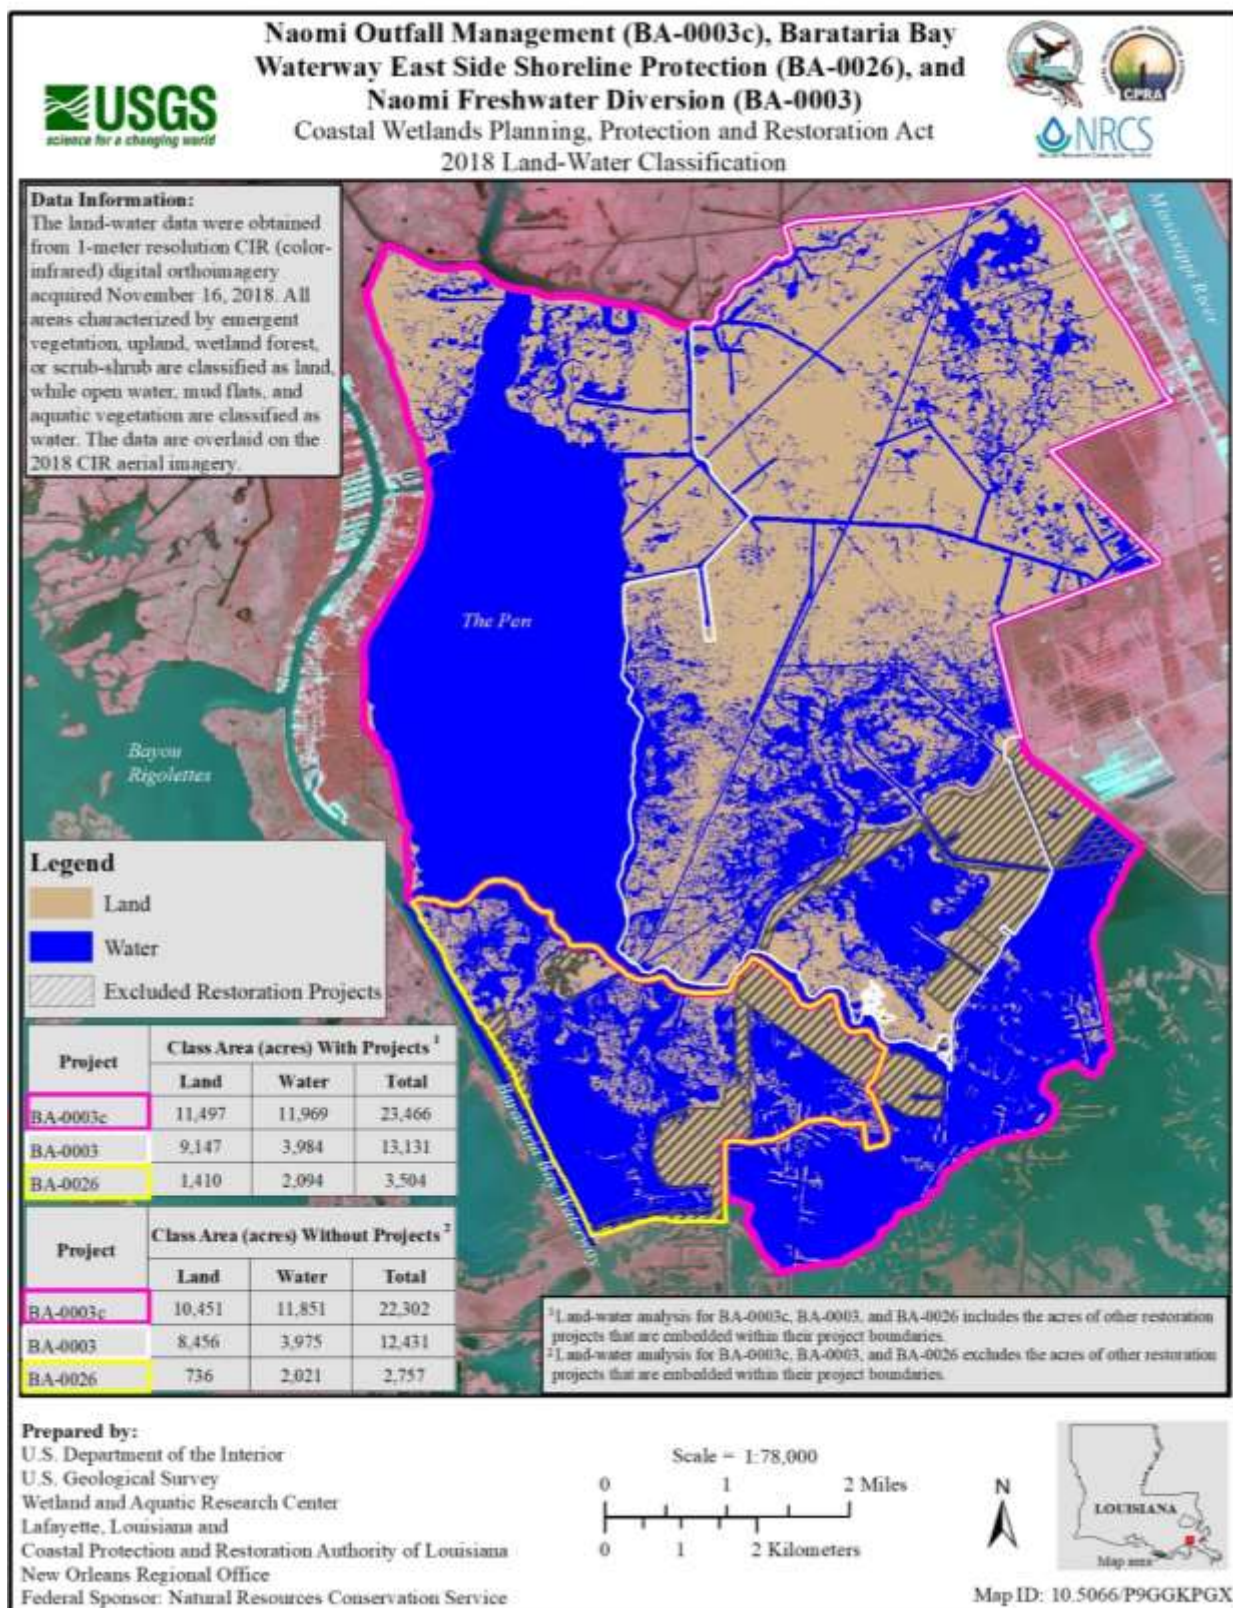 Naomi Outfall Management (BA-0003c), Barataria Bay
Waterway East Side Shoreline Protection (BA-0026), and
Naomi Freshwater Diversion (BA-0003)
Coastal Wetlands Planning, Protection and Restoration Act
2018 Land-Water Classification
USGS
science for a changing world
CPRA
NRCS
Data Information:
The land-water data were obtained
from 1-meter resolution CIR (color-
infrared) digital orthoimagery
acquired November 16, 2018. All
areas characterized by emergent
vegetation, upland, wetland forest,
or scrub-shrub are classified as land,
while open water, mud flats, and
aquatic vegetation are classified as
water. The data are overlaid on the
2018 CIR aerial imagery.
Mississippi River
The Pen
Bayou
Rigolettes
Barataria Bay Waterway
Legend
Land
Water
Excluded Restoration Projects
Project Class Area (acres) With Projects 1
Land Water Total
BA-0003c 11,497 11,969 23,466
BA-0003 9,147 3,984 13,131
BA-0026 1,410 2,094 3,504
Project Class Area (acres) Without Projects 2
Land Water Total
BA-0003c 10,451 11,851 22,302
BA-0003 8,456 3,975 12,431
BA-0026 736 2,021 2,757
1 Land-water analysis for BA-0003c, BA-0003, and BA-0026 includes the acres of other restoration
projects that are embedded within their project boundaries.
2 Land-water analysis for BA-0003c, BA-0003, and BA-0026 excludes the acres of other restoration
projects that are embedded within their project boundaries.
Prepared by:
U.S. Department of the Interior
U.S. Geological Survey
Wetland and Aquatic Research Center
Lafayette, Louisiana and
Coastal Protection and Restoration Authority of Louisiana
New Orleans Regional Office
Federal Sponsor: Natural Resources Conservation Service
Scale = 1:78,000
0 1 2 Miles
0 1 2 Kilometers
N
LOUISIANA
Map area
Map ID: 10.5066/P9GGKPGX